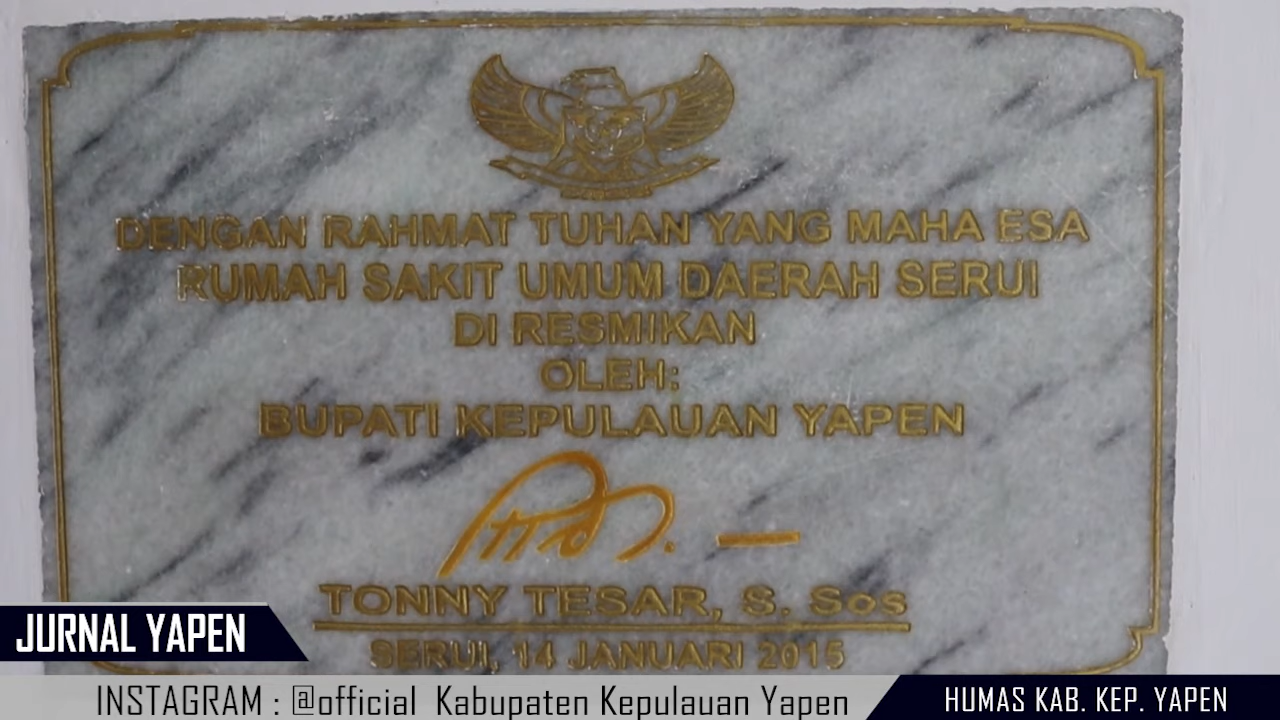 DENGAN RAHMAT TUHAN YANG MAHA ESA
RUMAH SAKIT UMUM DAERAH SERUI
DI RESMIKAN
OLEH:
BUPATI KEPULAUAN YAPEN
TONNY TESAR, S. Sos
SERUI, 14 JANUARI 2015
JURNAL YAPEN
INSTAGRAM : @official Kabupaten Kepulauan Yapen
HUMAS KAB. KEP. YAPEN